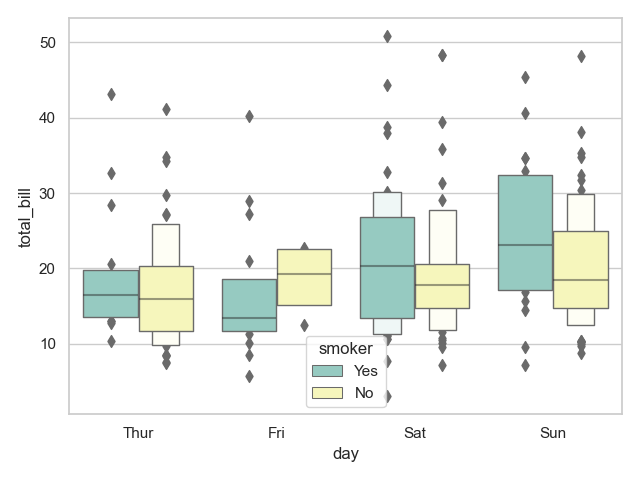 50
40
30
20
10
total_bill
smoker
Yes
No
Thur
Fri
Sat
Sun
day